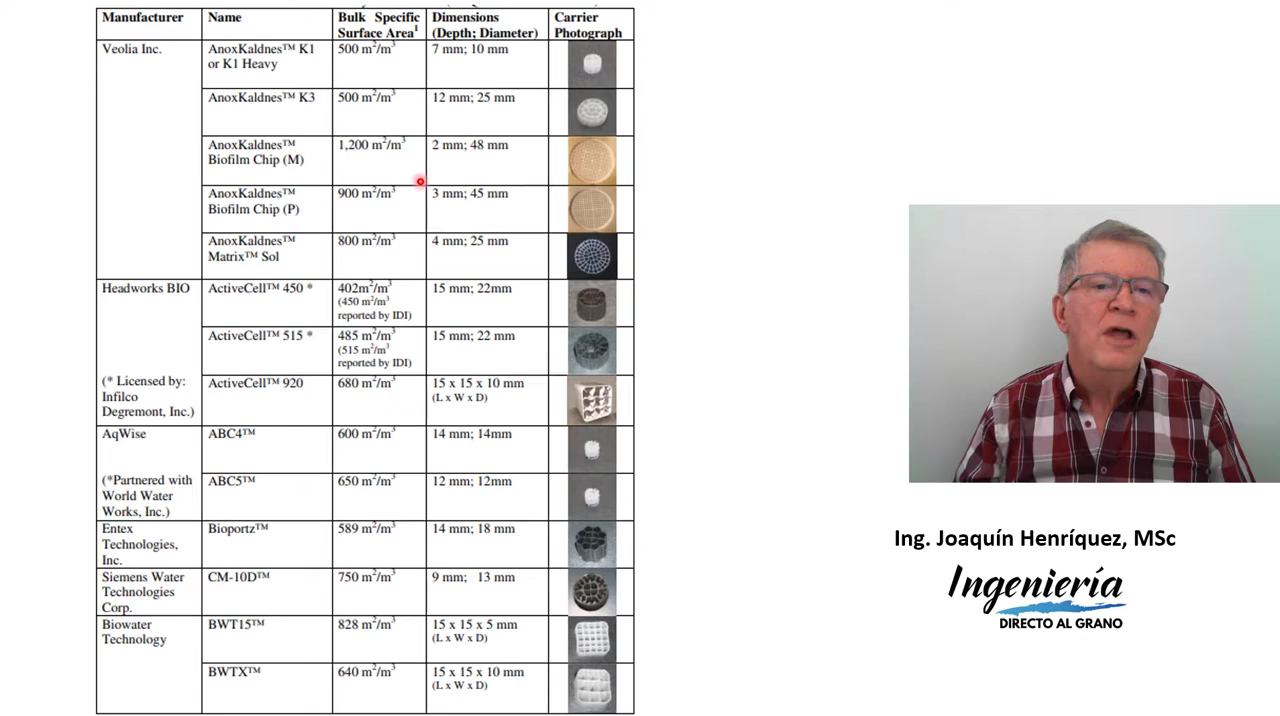 Manufacturer Name Bulk Specific Surface Area1 Dimensions (Depth; Diameter) Carrier Photograph
Veolia Inc. AnoxKaldnes™ K1 or K1 Heavy 500 m2/m3 7 mm; 10 mm
AnoxKaldnes™ K3 500 m2/m3 12 mm; 25 mm
AnoxKaldnes™ Biofilm Chip (M) 1,200 m2/m3 2 mm; 48 mm
AnoxKaldnes™ Biofilm Chip (P) 900 m2/m3 3 mm; 45 mm
AnoxKaldnes™ Matrix™ Sol 800 m2/m3 4 mm; 25 mm
Headworks BIO ActiveCell™ 450 * 402m2/m3 (450 m2/m3 reported by IDI) 15 mm; 22mm
ActiveCell™ 515 * 485 m2/m3 (515 m2/m3 reported by IDI) 15 mm; 22 mm
(* Licensed by: Infilco Degremont, Inc.) ActiveCell™ 920 680 m2/m3 15 x 15 x 10 mm (L x W x D)
AqWise ABC4™ 600 m2/m3 14 mm; 14mm
(*Partnered with World Water Works, Inc.) ABC5™ 650 m2/m3 12 mm; 12mm
Entex Technologies, Inc. Bioportz™ 589 m2/m3 14 mm; 18 mm
Siemens Water Technologies Corp. CM-10D™ 750 m2/m3 9 mm; 13 mm
Biowater Technology BWT15™ 828 m2/m3 15 x 15 x 5 mm (L x W x D)
BWTX™ 640 m2/m3 15 x 15 x 10 mm (L x W x D)
Ing. Joaquín Henríquez, MSc
Ingeniería
DIRECTO AL GRANO